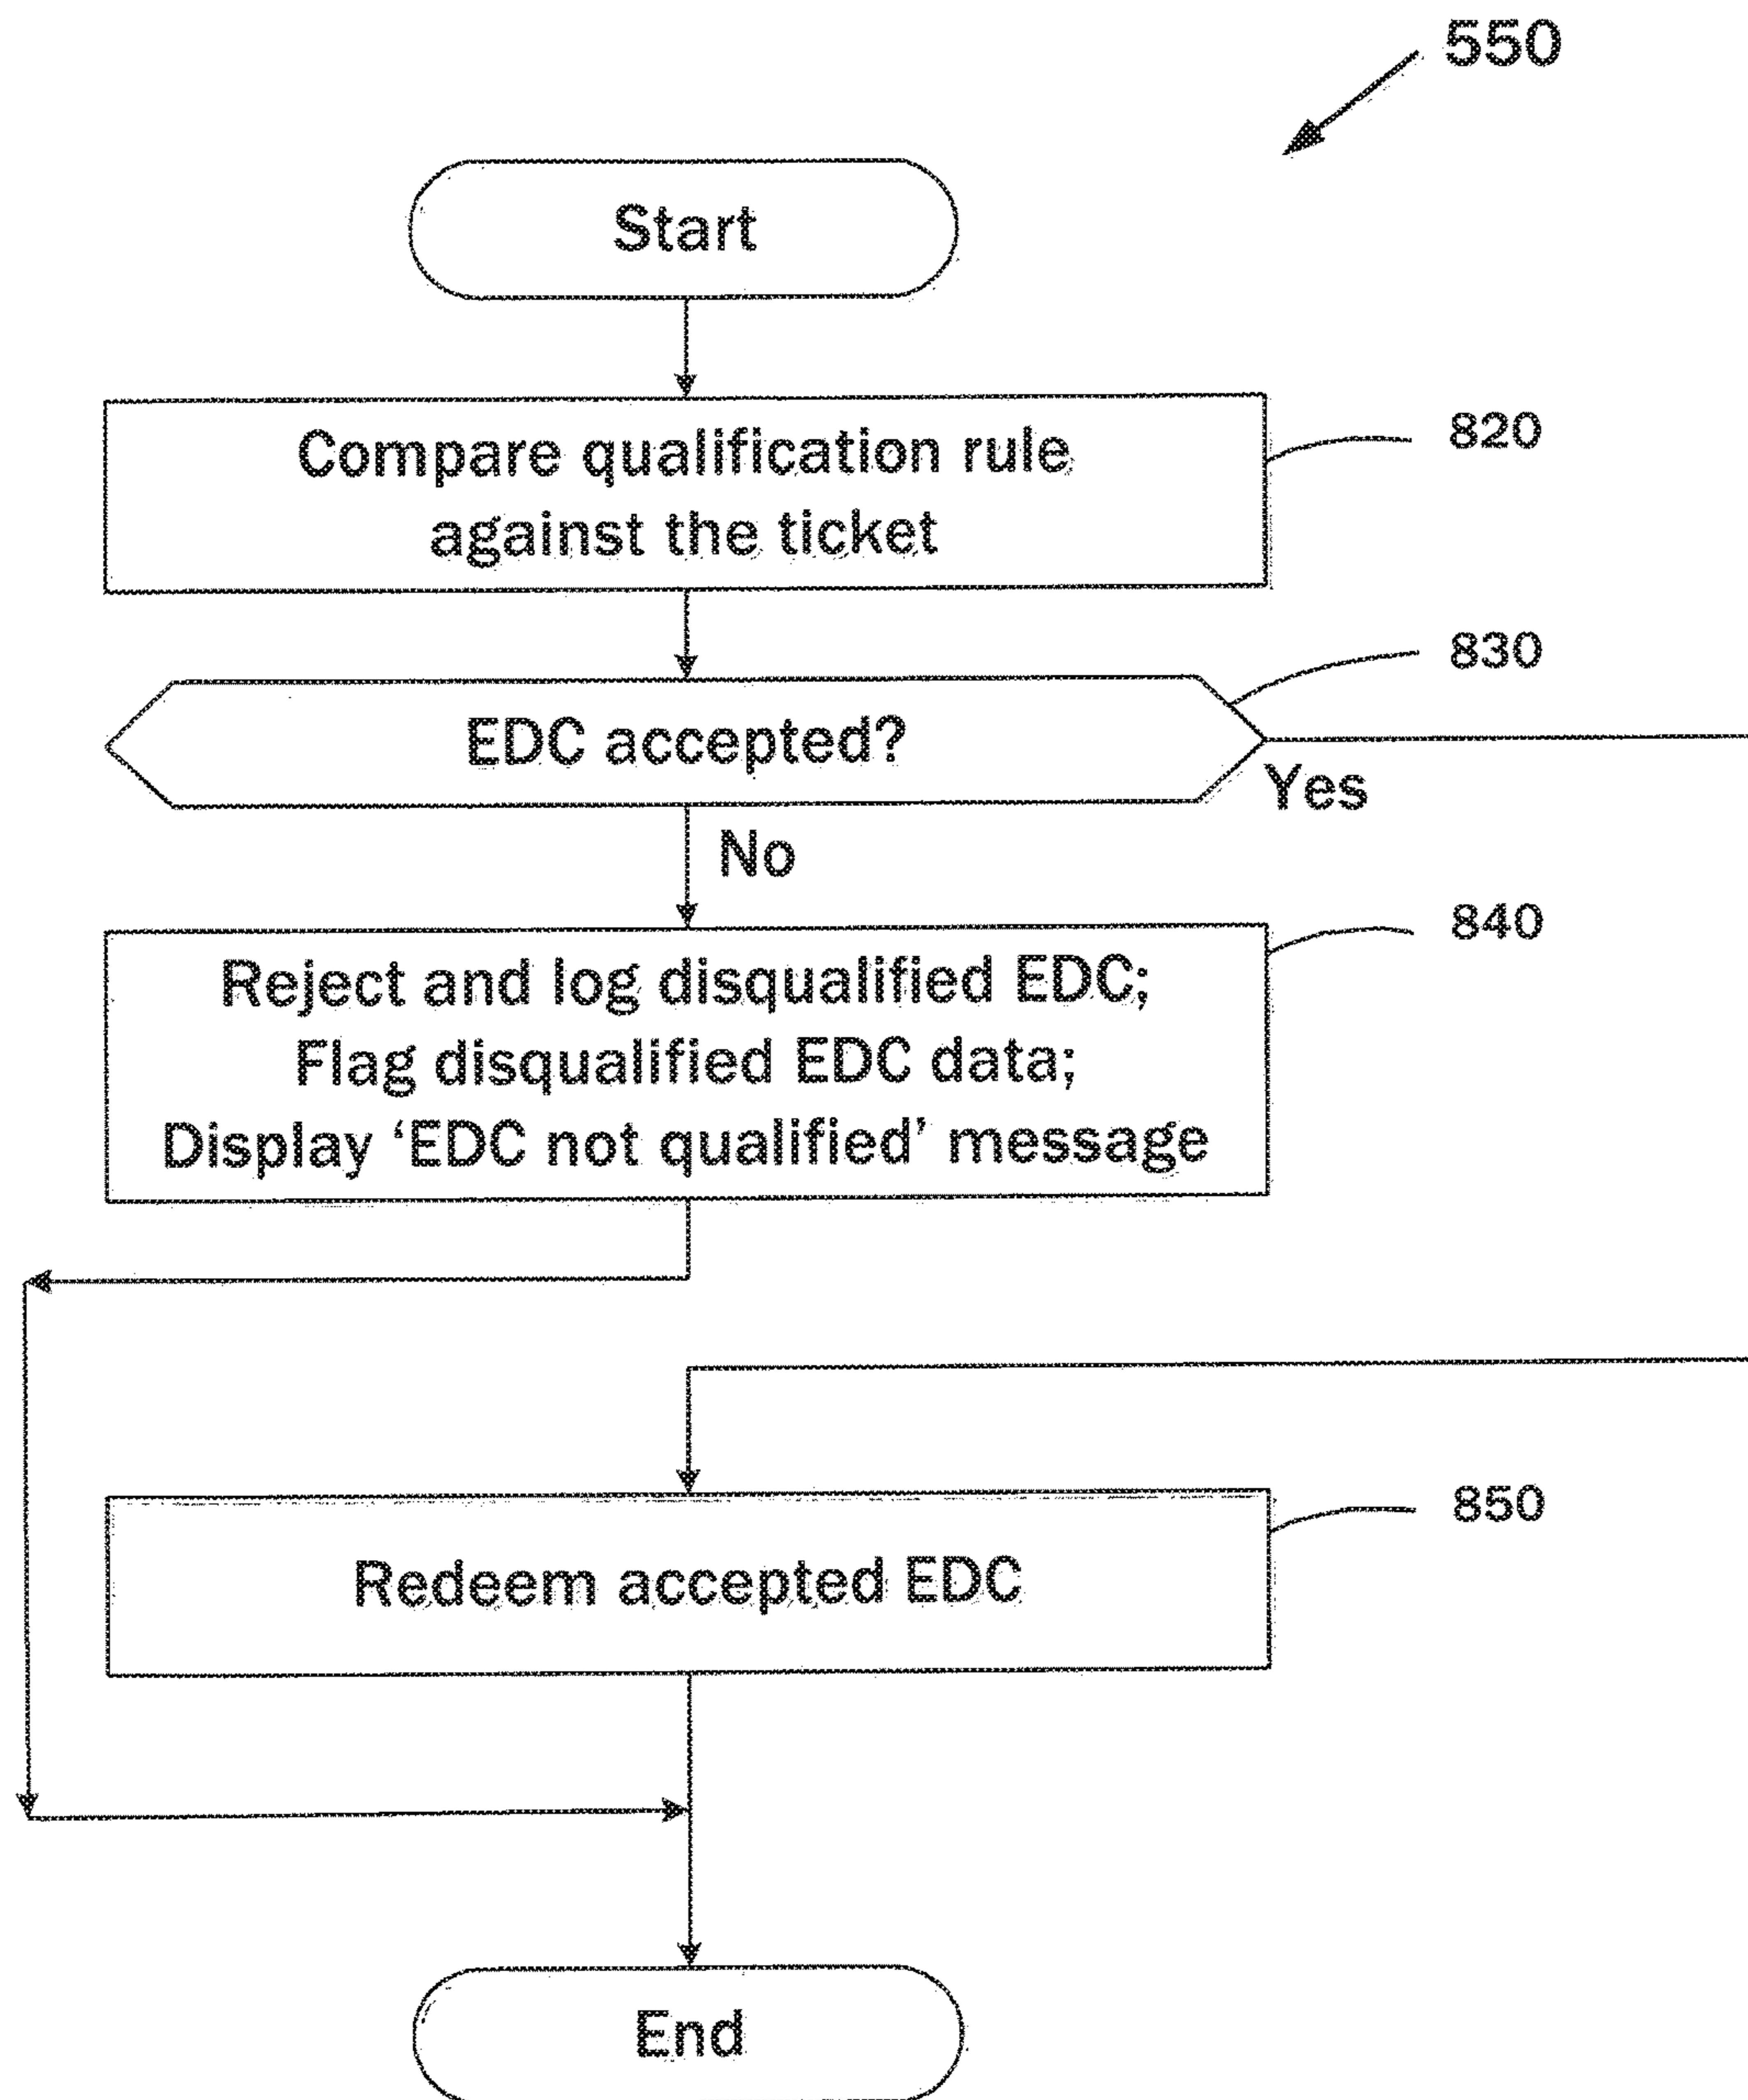 550
Start
Compare qualification rule
against the ticket
820
EDC accepted?
830
Yes
No
Reject and log disqualified EDC;
Flag disqualified EDC data;
Display ‘EDC not qualified’ message
840
Redeem accepted EDC
850
End